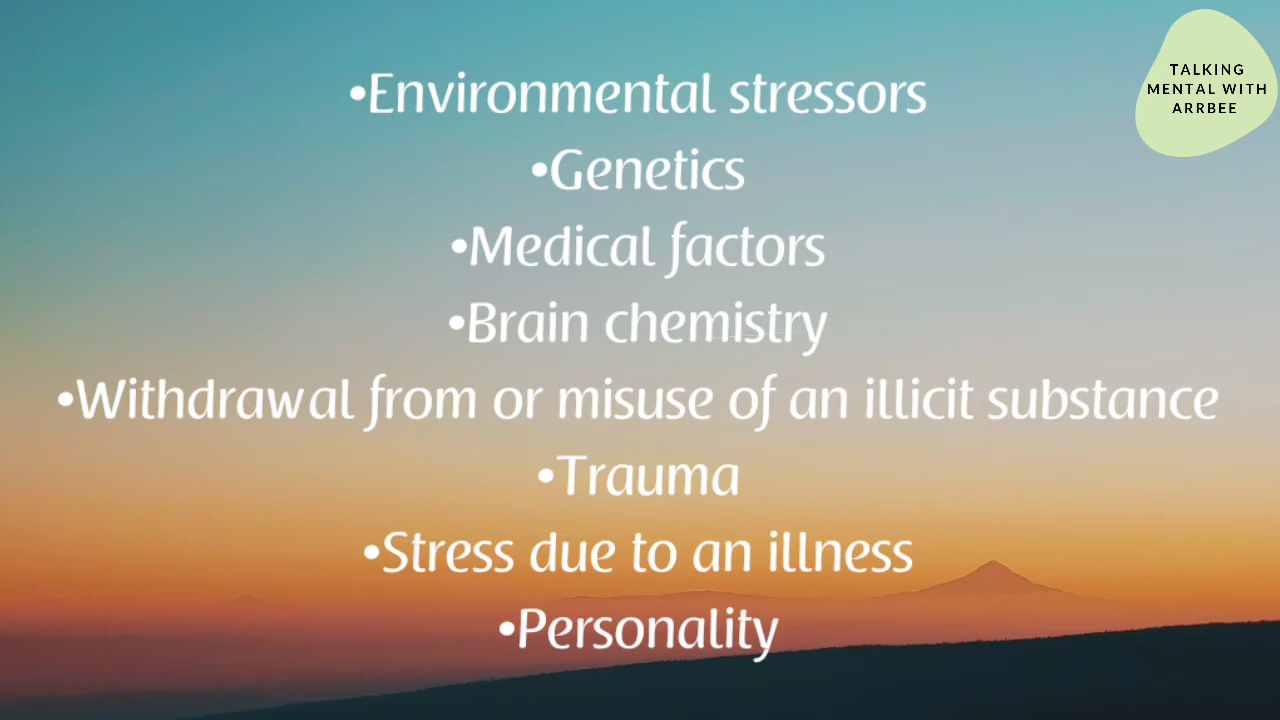 •Environmental stressors
•Genetics
•Medical factors
•Brain chemistry
•Withdrawal from or misuse of an illicit substance
•Trauma
•Stress due to an illness
•Personality
TALKING
MENTAL WITH
ARRBEE